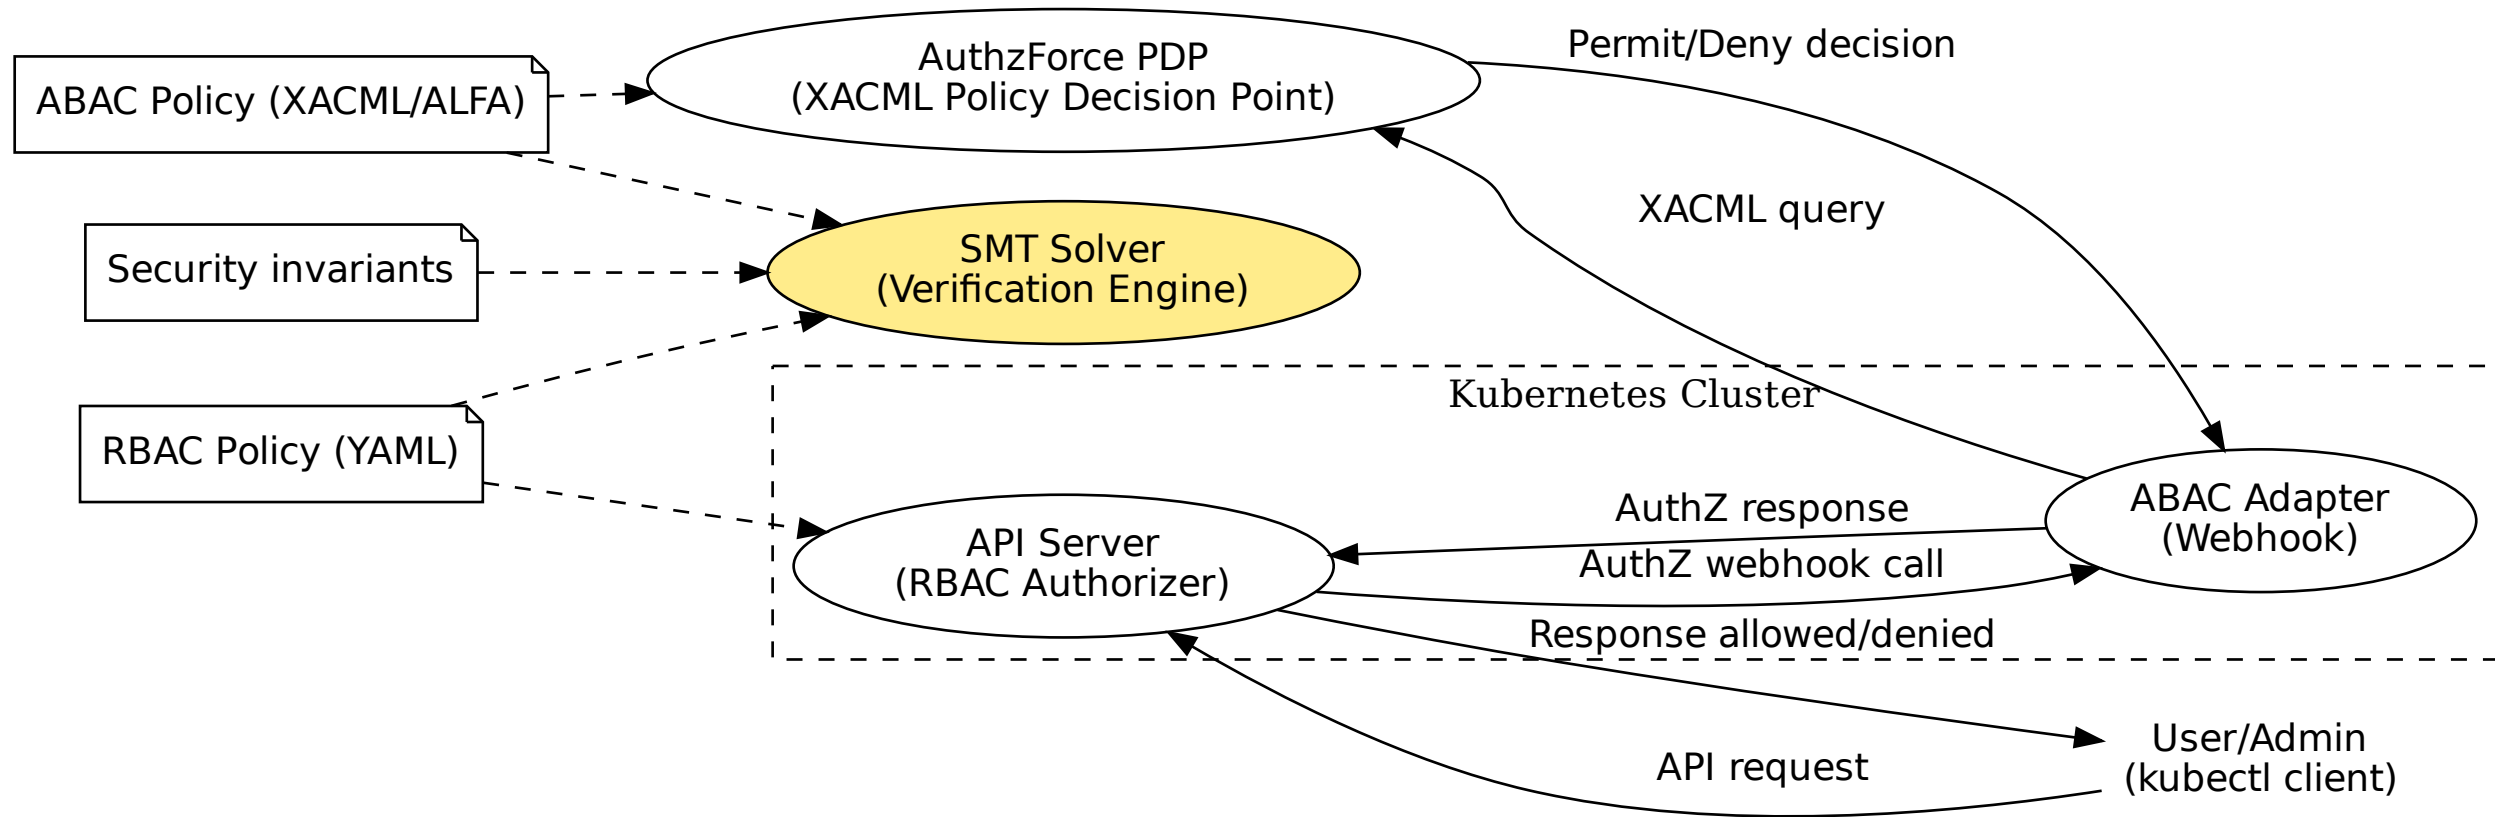 AuthzForce PDP
(XACML Policy Decision Point)
Permit/Deny decision
ABAC Policy (XACML/ALFA)
XACML query
SMT Solver
(Verification Engine)
Security invariants
Kubernetes Cluster
RBAC Policy (YAML)
ABAC Adapter
(Webhook)
AuthZ response
API Server
(RBAC Authorizer)
AuthZ webhook call
Response allowed/denied
User/Admin
(kubectl client)
API request